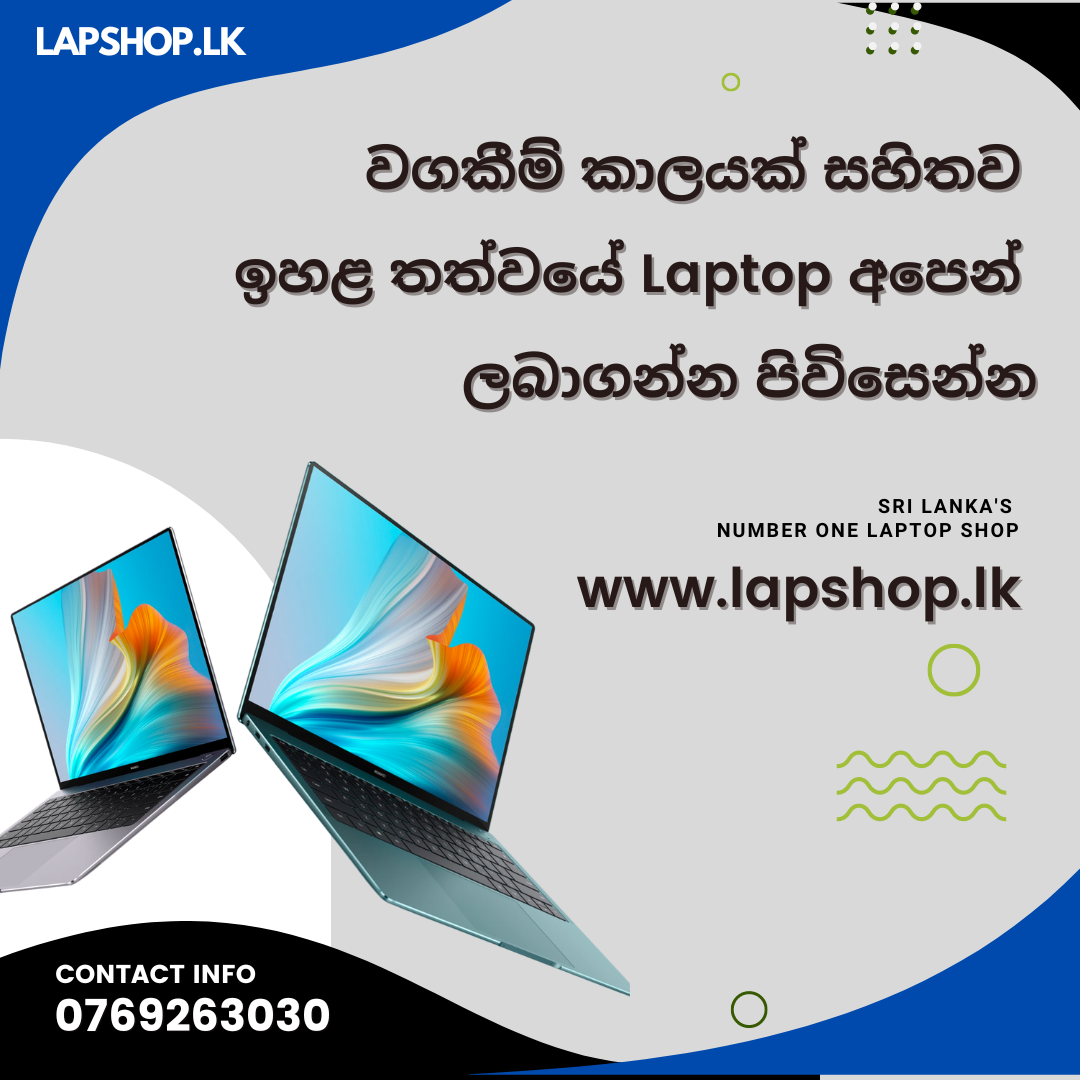 LAPSHOP.LK
වගකීම් කාලයක් සහිතව
ඉහළ තත්වයේ Laptop අපෙන්
ලබාගන්න පිවිසෙන්න
SRI LANKA'S
NUMBER ONE LAPTOP SHOP
www.lapshop.lk
CONTACT INFO
0769263030